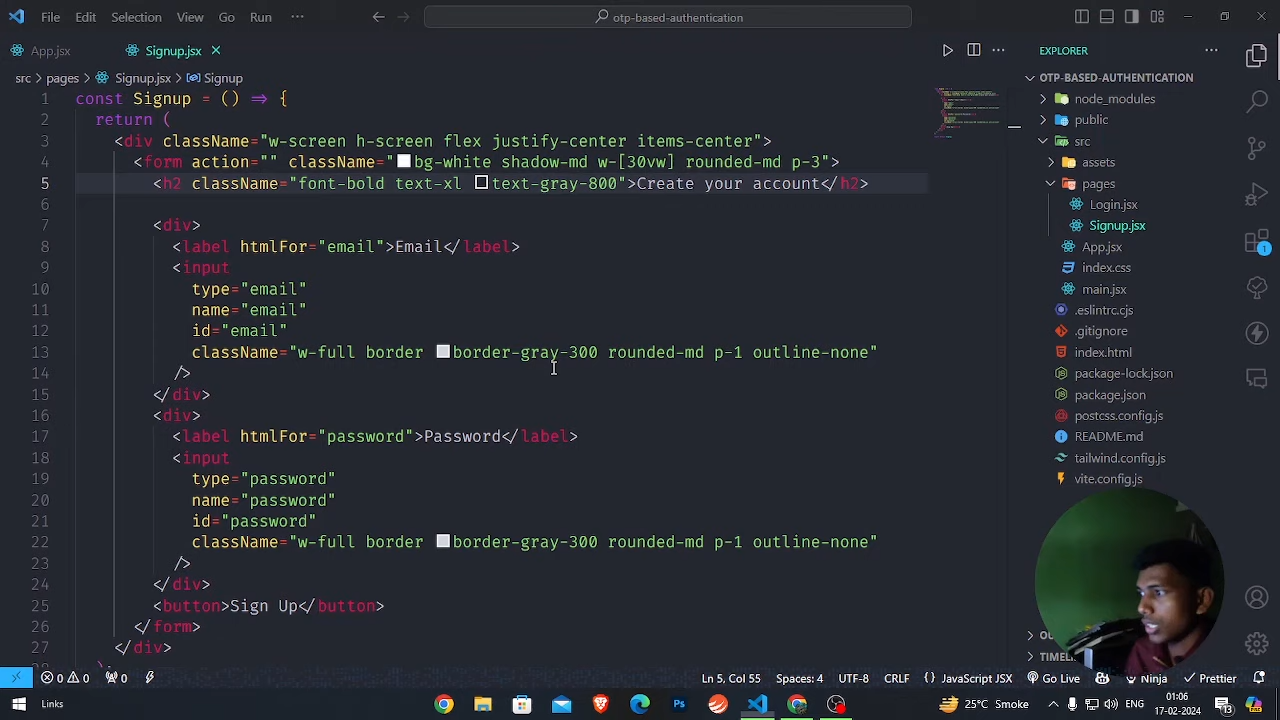 File Edit Selection View Go Run ···
otp-based-authentication
App.jsx Signup.jsx
EXPLORER
src > pages > Signup.jsx > Signup
OTP-BASED-AUTHENTICATION
1 const Signup = () => {
2 return (
3 <div className="w-screen h-screen flex justify-center items-center">
4 <form action="" className="bg-white shadow-md w-[30vw] rounded-md p-3">
5 <h2 className="font-bold text-xl text-gray-800">Create your account</h2>
6
7 <div>
8 <label htmlFor="email">Email</label>
9 <input
10 type="email"
11 name="email"
12 id="email"
13 className="w-full border border-gray-300 rounded-md p-1 outline-none"
14 />
15 </div>
16 <div>
17 <label htmlFor="password">Password</label>
18 <input
19 type="password"
20 name="password"
21 id="password"
22 className="w-full border border-gray-300 rounded-md p-1 outline-none"
23 />
24 </div>
25 <button>Sign Up</button>
26 </form>
27 </div>
node_modules
public
src
assets
pages
Login.jsx
Signup.jsx
App.jsx
index.css
main.jsx
.eslintrc.cjs
.gitignore
index.html
package-lock.json
package.json
postcss.config.js
README.md
tailwind.config.js
vite.config.js
1
0 0 0 Ln 5, Col 55 Spaces: 4 UTF-8 CRLF {} JavaScript JSX Go Live Ninja Prettier
Links
25°C Smoke
ENG
01:06
17-02-2024